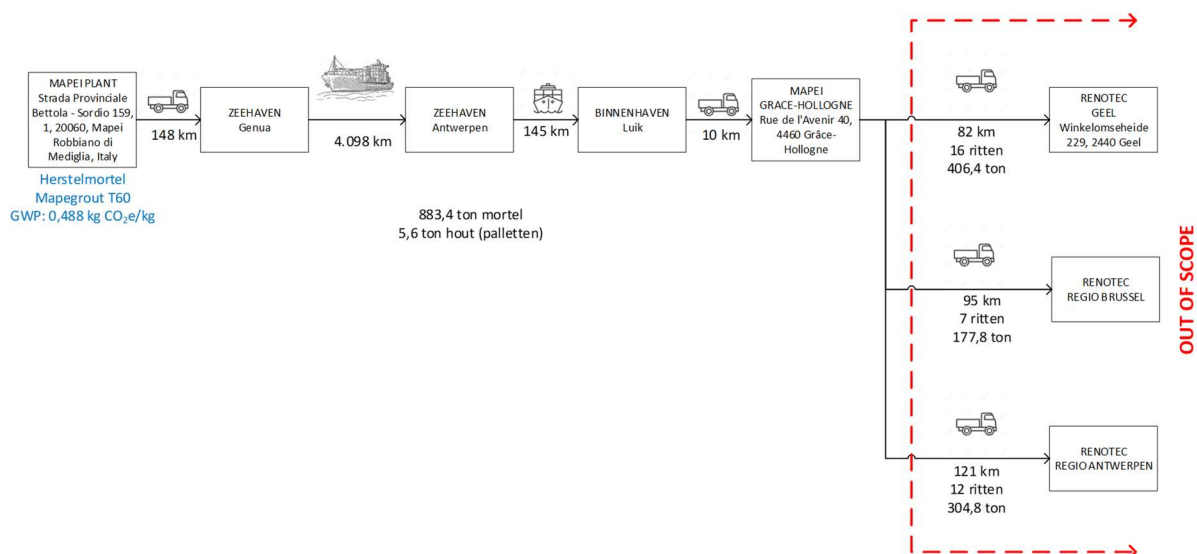 MAPEI PLANT
Strada Provinciale
Bettola - Sordio 159,
1, 20060, Mapei
Robbiano di
Mediglia, Italy
Herstelmortel
Mapegrout T60
GWP: 0,488 kg CO₂e/kg
148 km
ZEEHAVEN
Genua
4.098 km
ZEEHAVEN
Antwerpen
145 km
BINNENHAVEN
Luik
10 km
MAPEI
GRACE-HOLLOGNE
Rue de l'Avenir 40,
4460 Grâce-
Hollogne
883,4 ton mortel
5,6 ton hout (palletten)
82 km
16 ritten
406,4 ton
RENOTEC
GEEL
Winkelomseheide
229, 2440 Geel
95 km
7 ritten
177,8 ton
RENOTEC
REGIO BRUSSEL
121 km
12 ritten
304,8 ton
RENOTEC
REGIO ANTWERPEN
OUT OF SCOPE